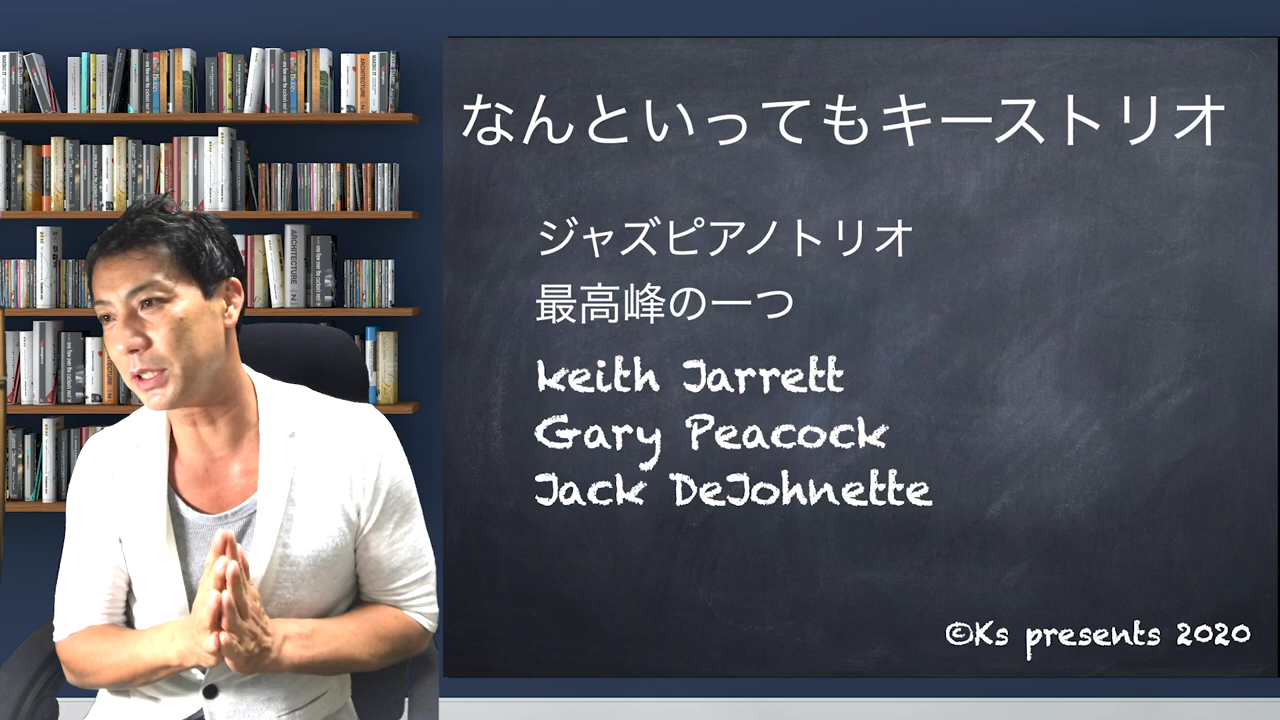 なんといってもキーストリオ
ジャズピアノトリオ
最高峰の一つ
keith Jarrett
Gary Peacock
Jack DeJohnette
©Ks presents 2020